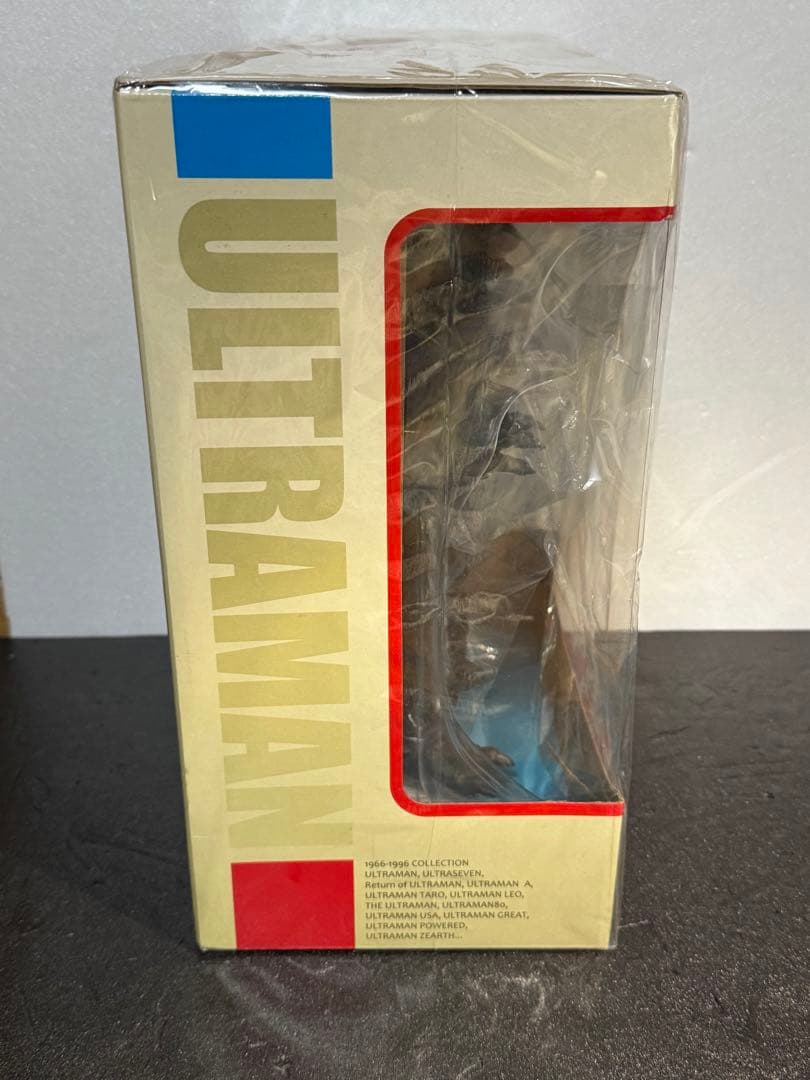 ULTRAMAN
1966-1996 COLLECTION
ULTRAMAN, ULTRASEVEN,
Return of ULTRAMAN, ULTRAMAN A,
ULTRAMAN TARO, ULTRAMAN LEO,
THE ULTRAMAN, ULTRAMAN80,
ULTRAMAN USA, ULTRAMAN GREAT,
ULTRAMAN POWERED,
ULTRAMAN ZEARTH...